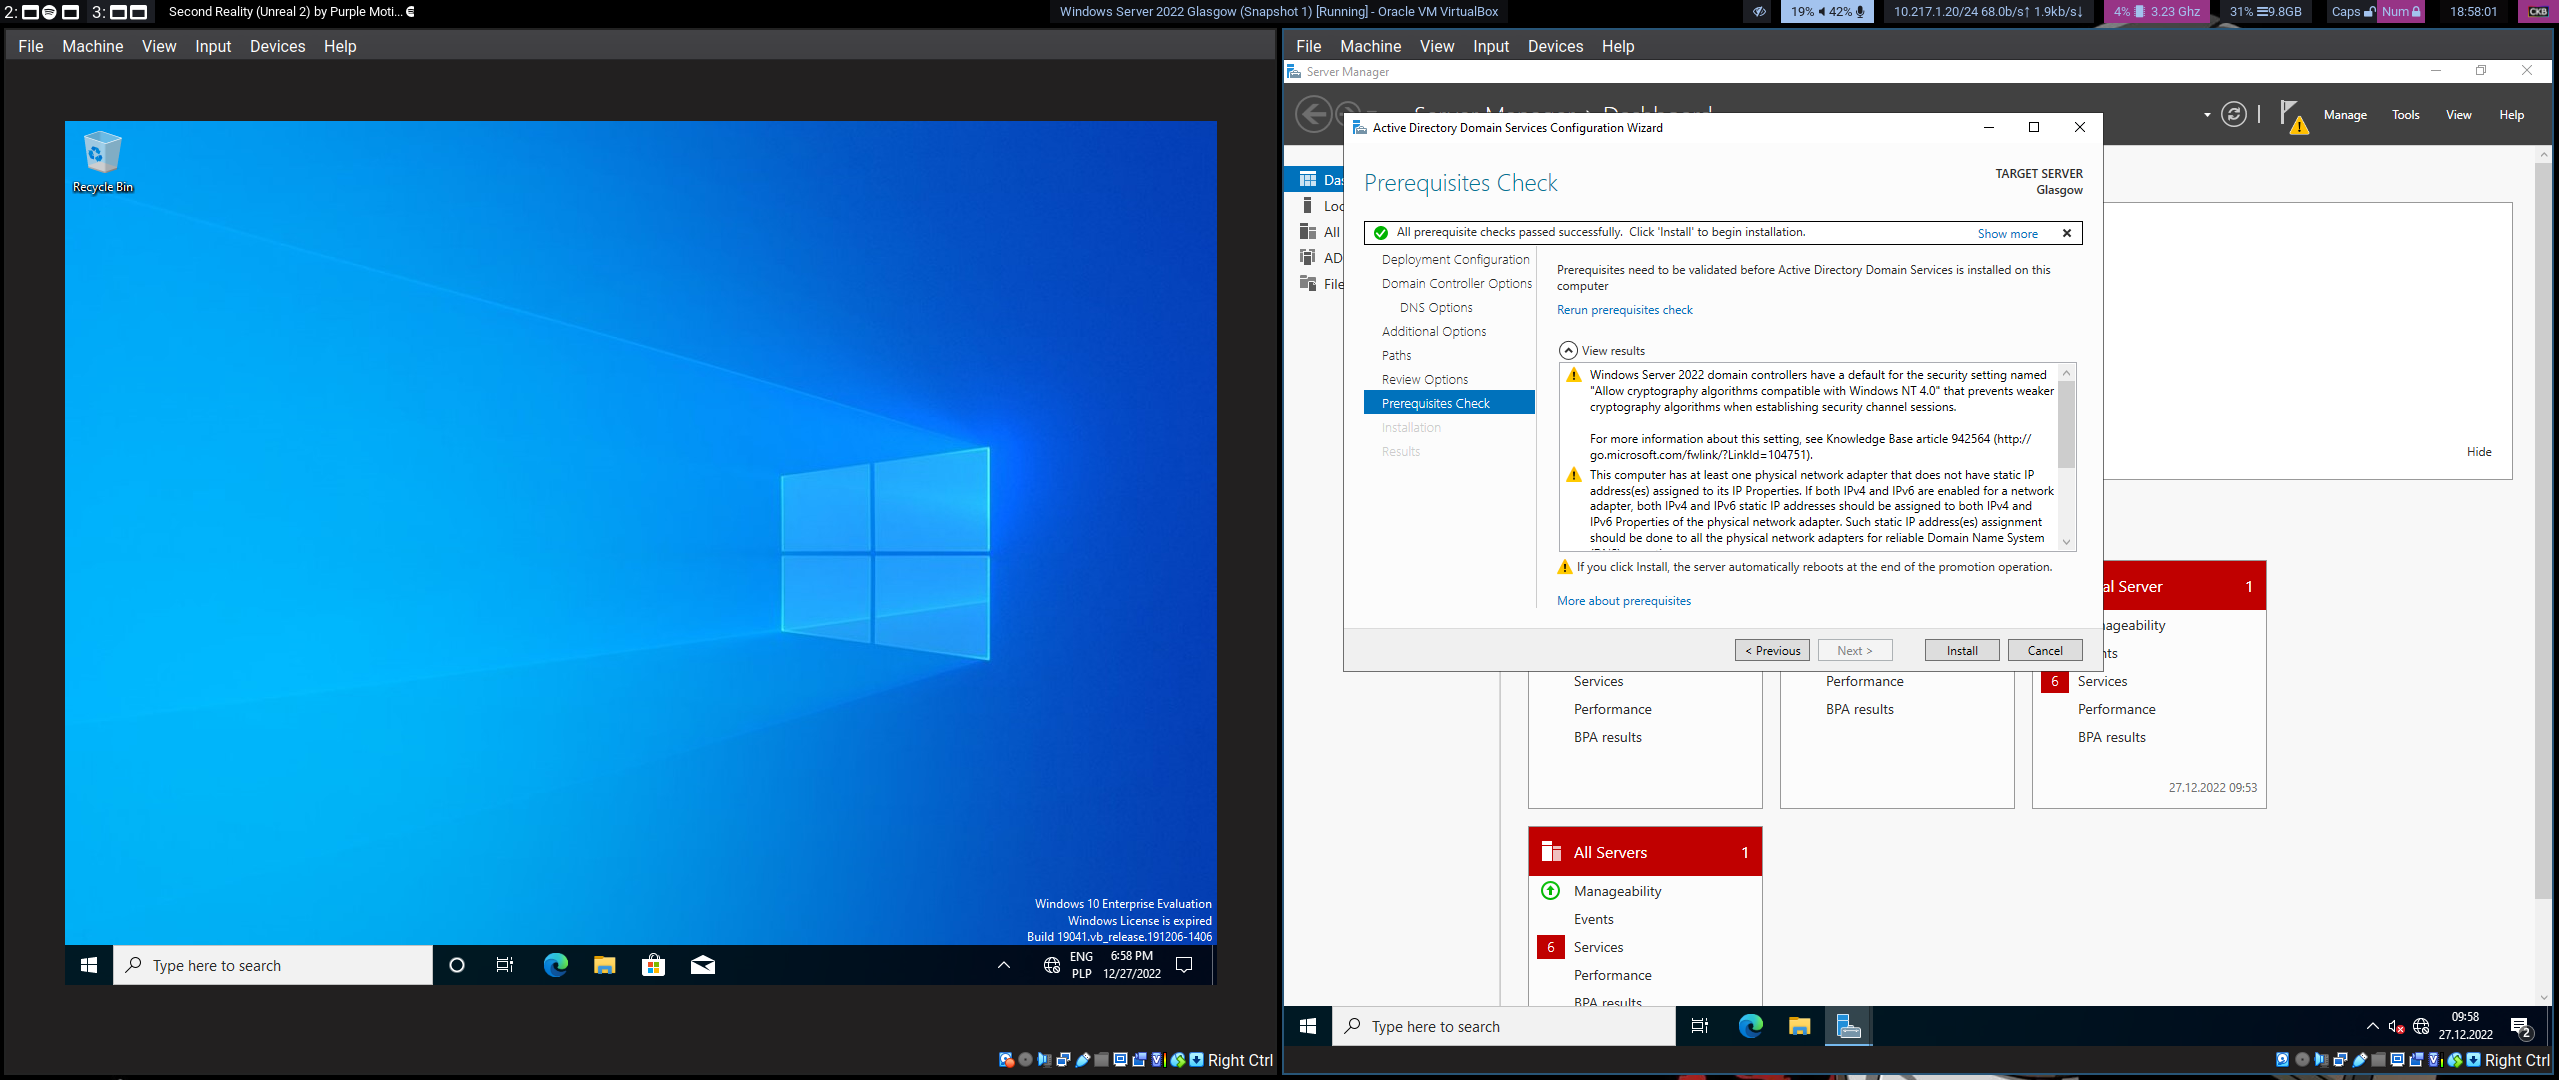 2:
3:
Second Reality (Unreal 2) by Purple Moti...
Windows Server 2022 Glasgow (Snapshot 1) [Running] - Oracle VM VirtualBox
19% 42%
10.217.1.20/24 68.0b/s↑ 1.9kb/s↓
4% 3.23 Ghz
31% 9.8GB
Caps Num
18:58:01
CKB
File Machine View Input Devices Help
Recycle Bin
Windows 10 Enterprise Evaluation
Windows License is expired
Build 19041.vb_release.191206-1406
Type here to search
ENG
PLP
6:58 PM
12/27/2022
Right Ctrl
File Machine View Input Devices Help
Server Manager
Manage Tools View Help
Active Directory Domain Services Configuration Wizard
Prerequisites Check
TARGET SERVER
Glasgow
All prerequisite checks passed successfully. Click 'Install' to begin installation.
Show more
Deployment Configuration
Domain Controller Options
DNS Options
Additional Options
Paths
Review Options
Prerequisites Check
Installation
Results
Prerequisites need to be validated before Active Directory Domain Services is installed on this
computer
Rerun prerequisites check
View results
Windows Server 2022 domain controllers have a default for the security setting named
"Allow cryptography algorithms compatible with Windows NT 4.0" that prevents weaker
cryptography algorithms when establishing security channel sessions.
For more information about this setting, see Knowledge Base article 942564 (http://
go.microsoft.com/fwlink/?LinkId=104751).
This computer has at least one physical network adapter that does not have static IP
address(es) assigned to its IP Properties. If both IPv4 and IPv6 are enabled for a network
adapter, both IPv4 and IPv6 static IP addresses should be assigned to both IPv4 and
IPv6 Properties of the physical network adapter. Such static IP address(es) assignment
should be done to all the physical network adapters for reliable Domain Name System
If you click Install, the server automatically reboots at the end of the promotion operation.
More about prerequisites
< Previous
Next >
Install
Cancel
Das
Loc
All
AD
File
Hide
al Server 1
nageability
nts
6 Services
Performance
BPA results
27.12.2022 09:53
Services
Performance
BPA results
Performance
BPA results
All Servers 1
Manageability
Events
6 Services
Performance
BPA results
Type here to search
09:58
27.12.2022
2
Right Ctrl